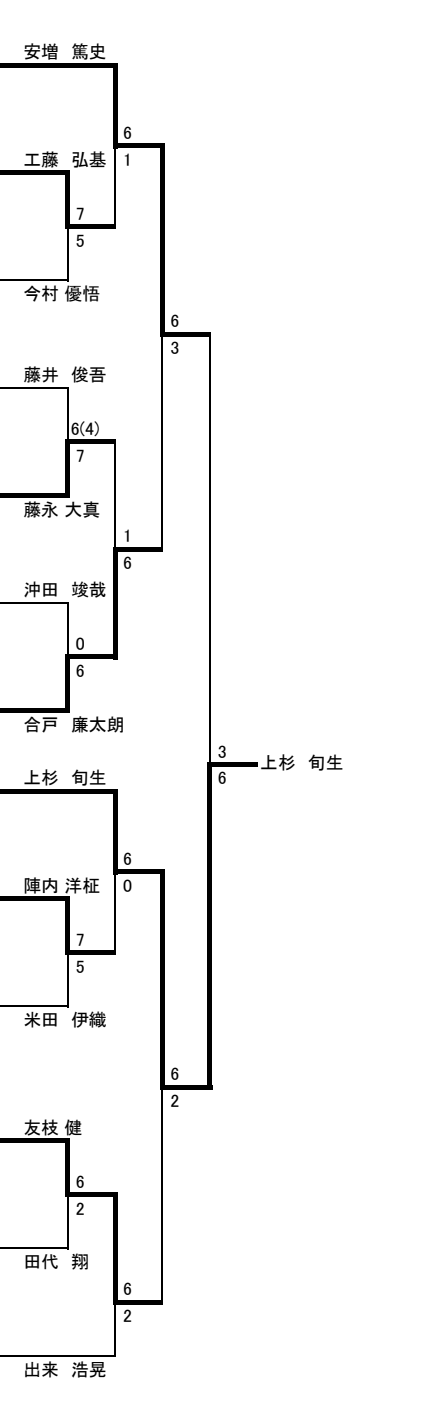 安増　篤史
6
工藤　弘基
1
7
5
今村 優悟
6
3
藤井　俊吾
6(4)
7
藤永 大真
1
6
沖田　竣哉
0
6
合戸　廉太朗
3
上杉　旬生
6
上杉　旬生
6
陣内 洋柾
0
7
5
米田　伊織
6
2
友枝 健
6
2
田代　翔
6
2
出来　浩晃